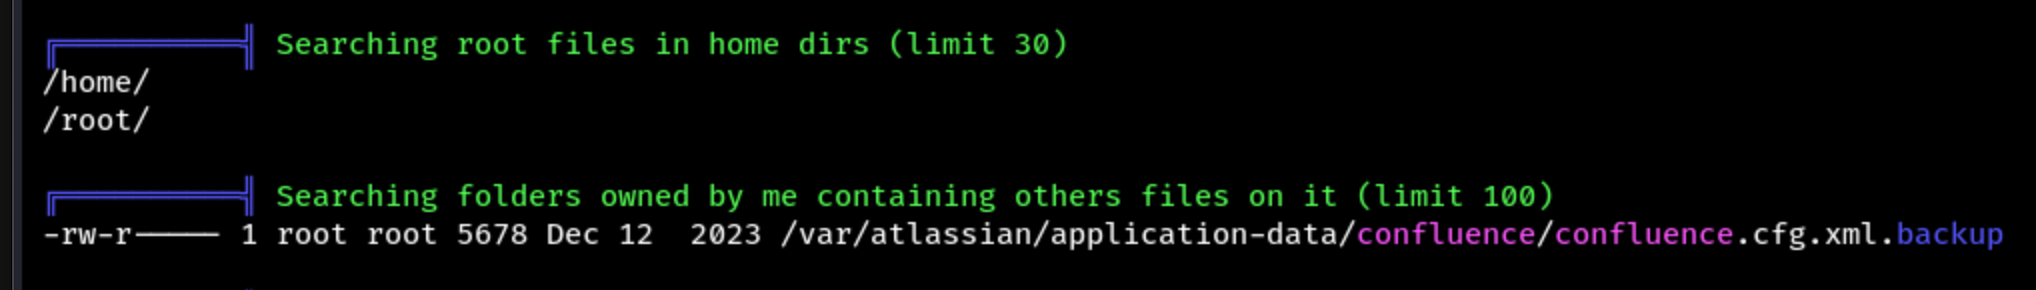 ╔══════════╣ Searching root files in home dirs (limit 30)
/home/
/root/
╔══════════╣ Searching folders owned by me containing others files on it (limit 100)
-rw-r----- 1 root root 5678 Dec 12  2023 /var/atlassian/application-data/confluence/confluence.cfg.xml.backup